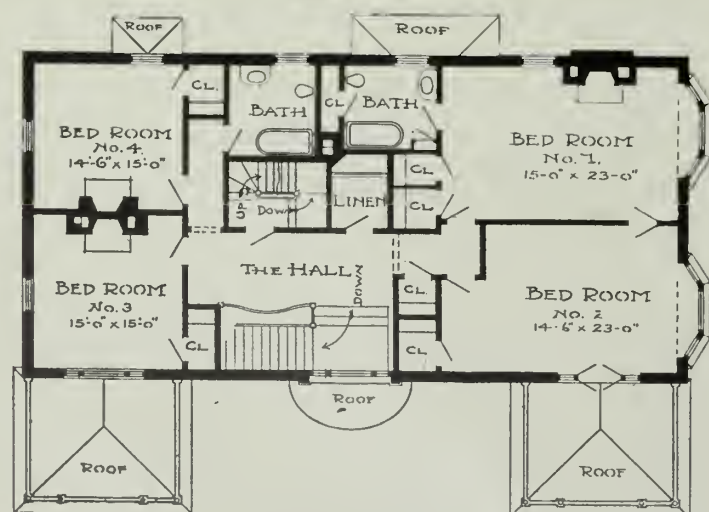 ROOF
ROOF
CL.
BATH
CL.
BATH
BED ROOM
No. 4.
14'-6" x 15'-0"
BED ROOM
No. 1.
15'-0" x 23'-0"
UP
DOWN
LINEN
CL.
CL.
BED ROOM
No. 3
15'-0" x 15'-0"
THE HALL
DOWN
CL.
BED ROOM
No. 2
14'-6" x 23'-0"
CL.
CL.
ROOF
ROOF
ROOF